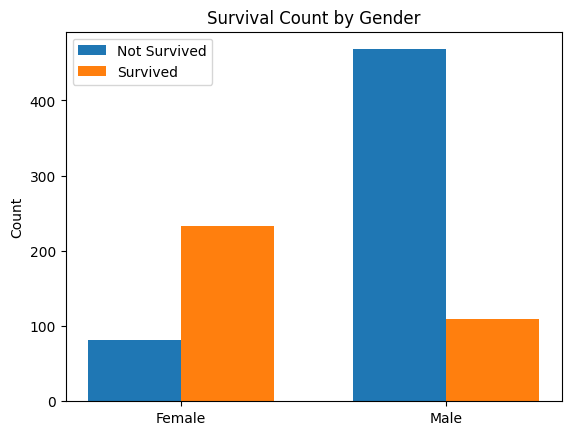 Survival Count by Gender
Not Survived
Survived
Count
400
300
200
100
0
Female
Male